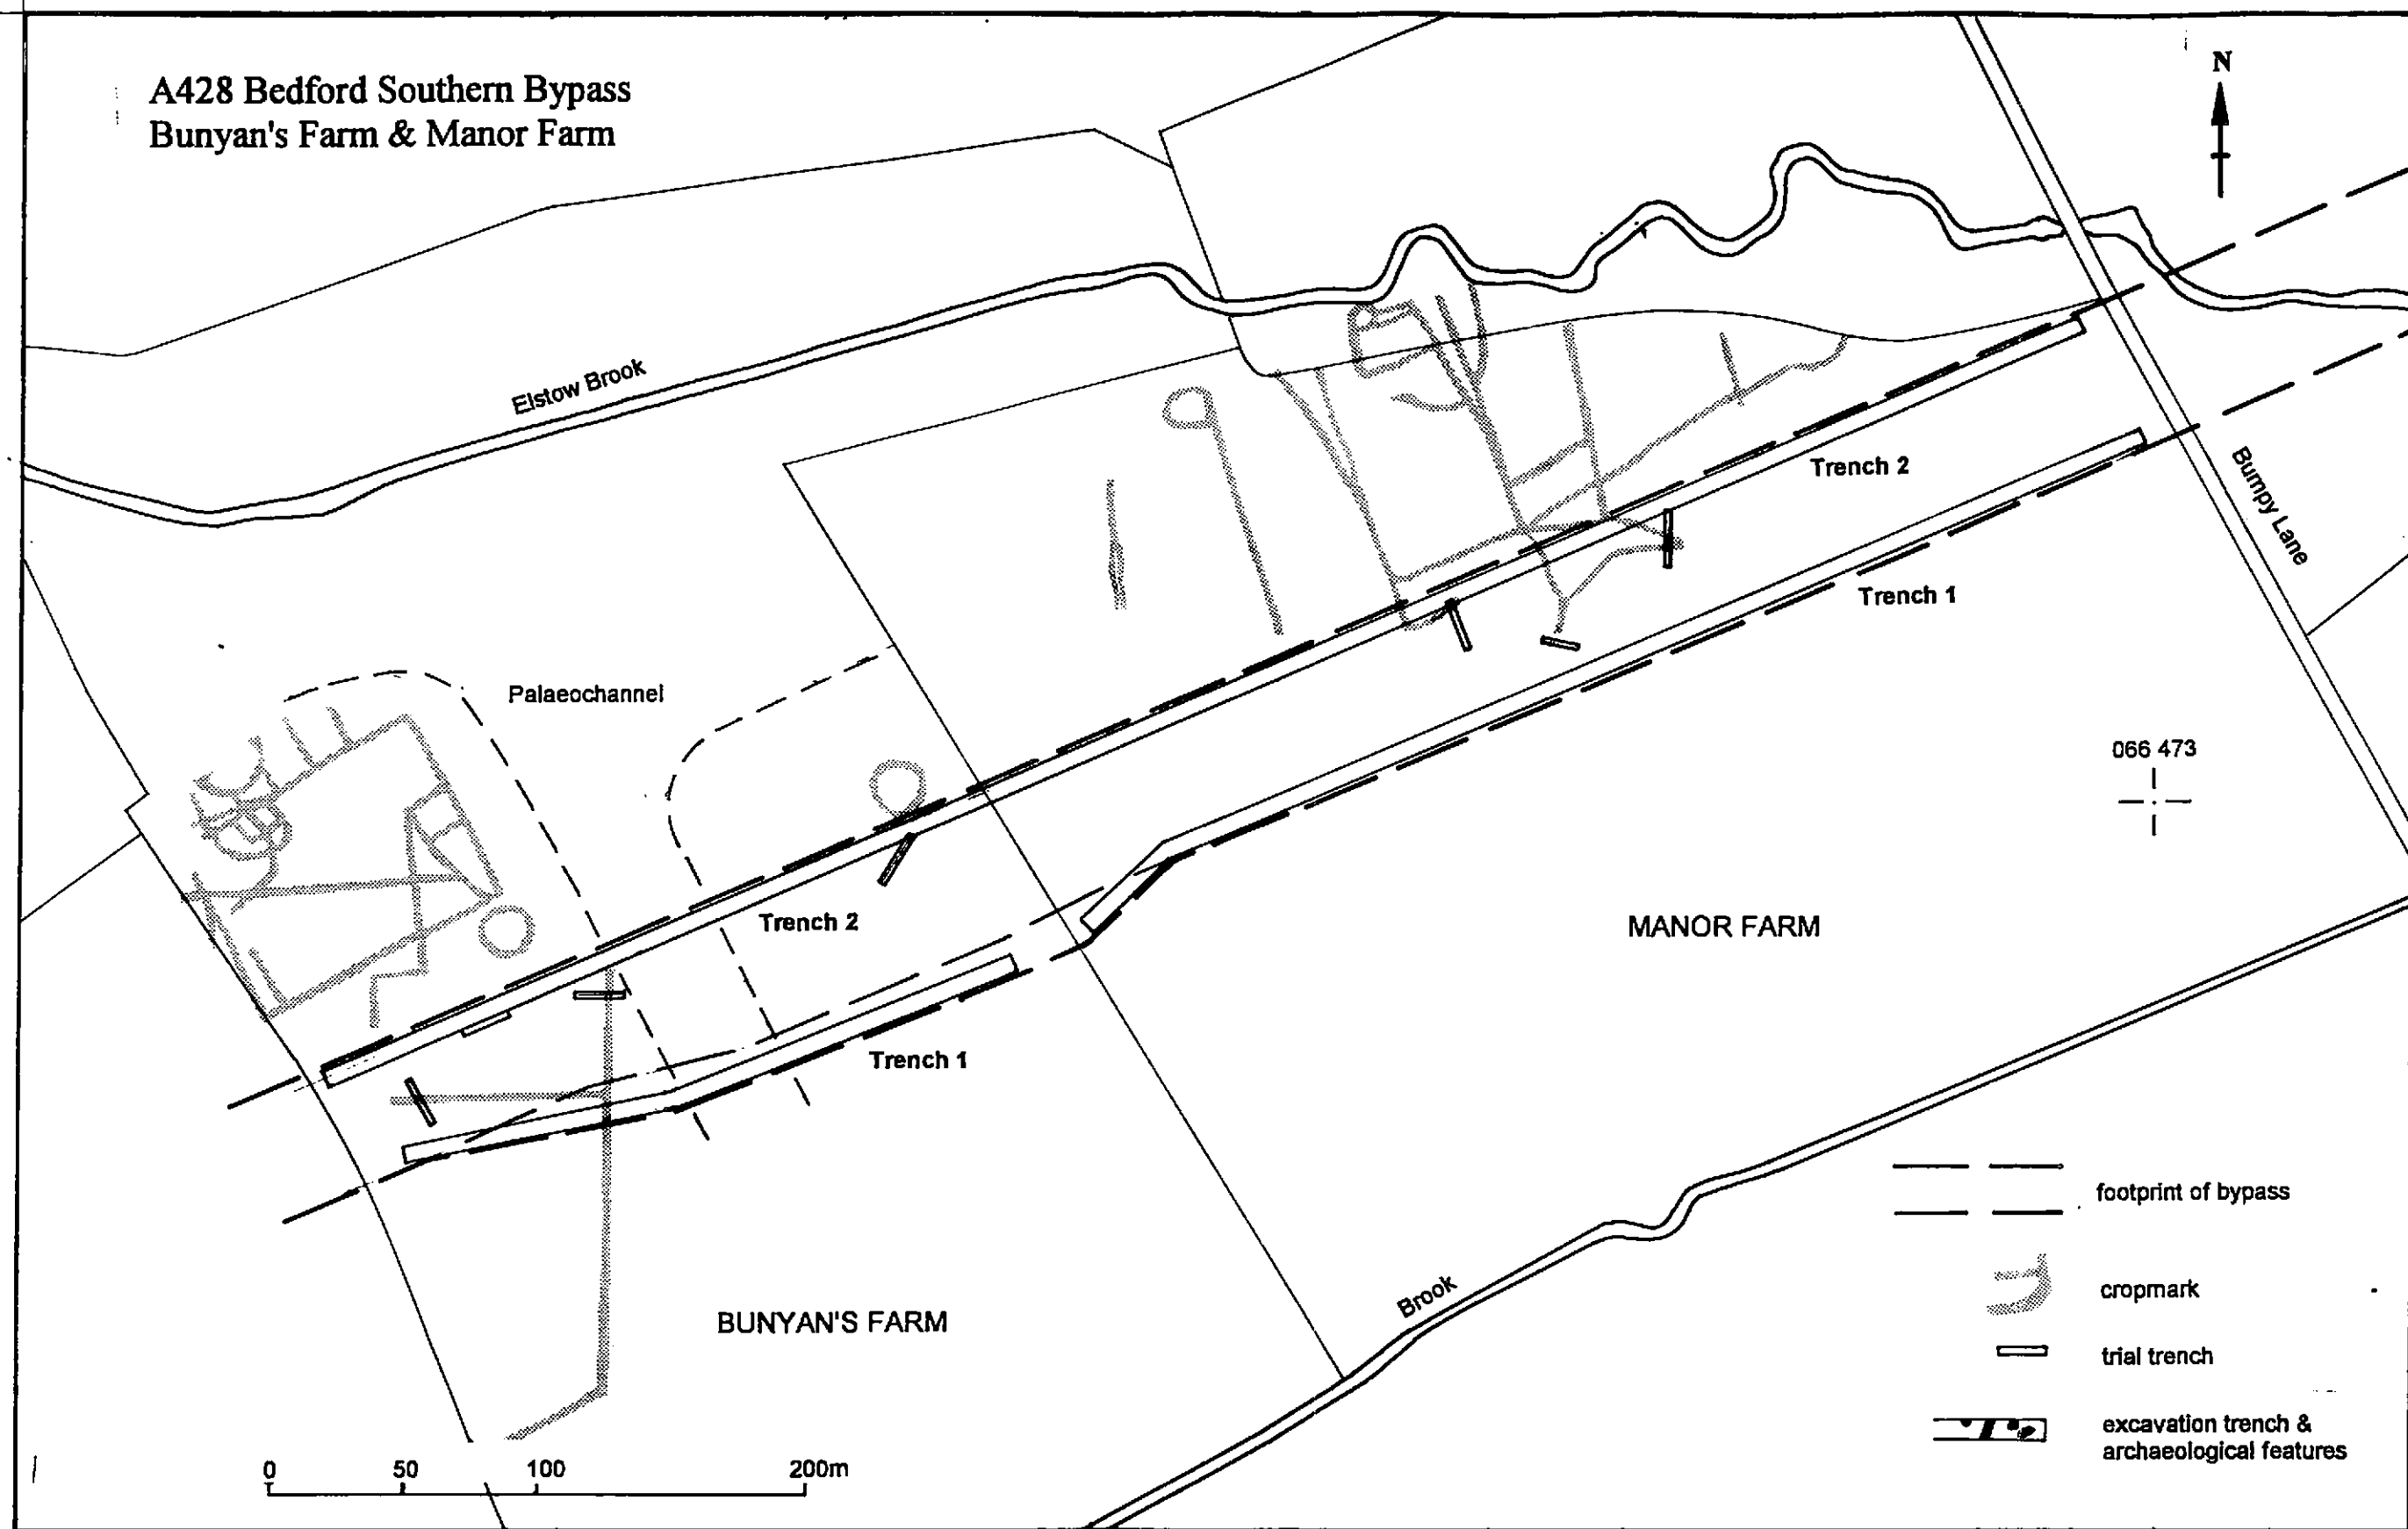 A428 Bedford Southern Bypass
Bunyan's Farm & Manor Farm
N
Elstow Brook
Trench 2
Bumpy Lane
Trench 1
Palaeochannel
066 473
Trench 2
MANOR FARM
Trench 1
footprint of bypass
Brook
cropmark
BUNYAN'S FARM
trial trench
excavation trench &
archaeological features
0 50 100 200m